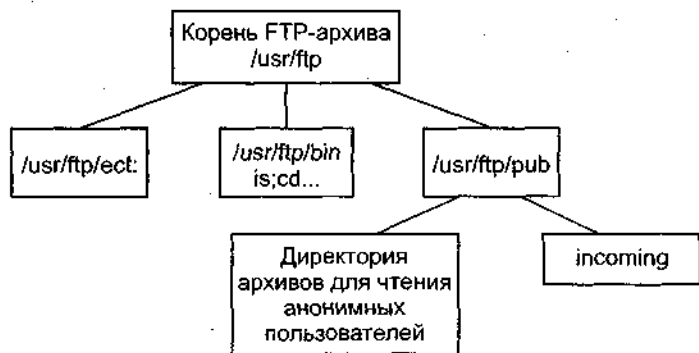 Корень FTP-архива
/usr/ftp
/usr/ftp/ect:
/usr/ftp/bin
is;cd...
/usr/ftp/pub
Директория
архивов для чтения
анонимных
пользователей
incoming